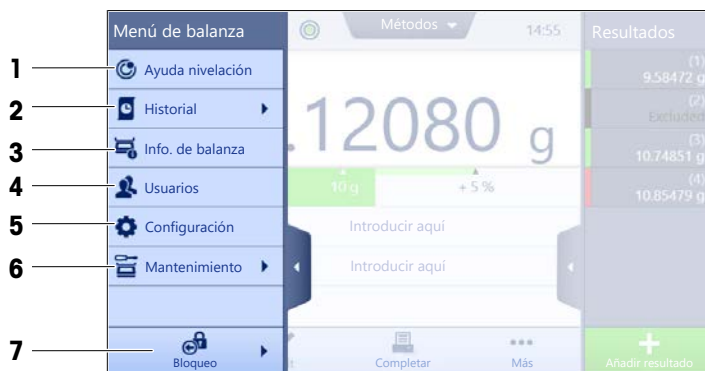 Menú de balanza
Métodos
14:55
Resultados
1
Ayuda nivelación
2
Historial
3
Info. de balanza
4
Usuarios
5
Configuración
6
Mantenimiento
7
Bloqueo
.12080 g
10 g
+ 5 %
Introducir aquí
Introducir aquí
Completar
Más
(1)
9.58472 g
(2)
Excluded
(3)
10.74851 g
(4)
10.85479 g
Añadir resultado